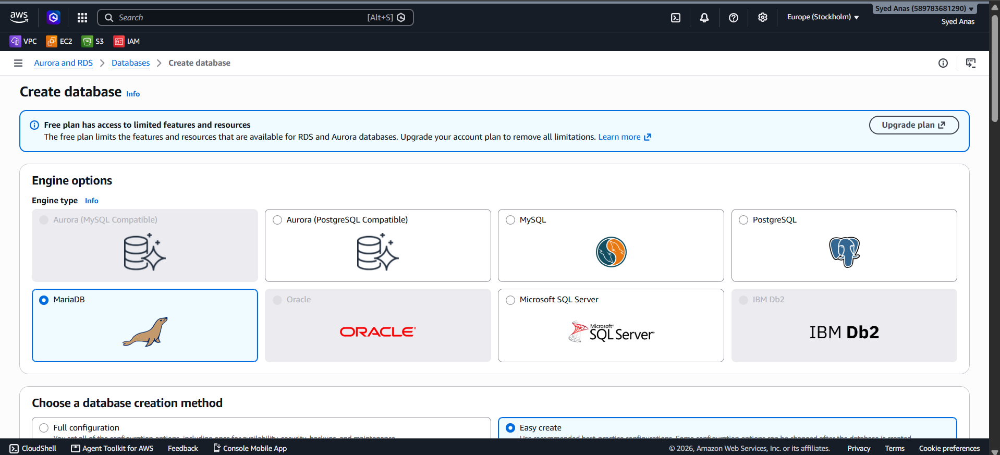 aws
Search [Alt+S]
Europe (Stockholm)
Syed Anas (589783681290)
Syed Anas
VPC EC2 S3 IAM
Aurora and RDS Databases Create database
Create database Info
Free plan has access to limited features and resources
The free plan limits the features and resources that are available for RDS and Aurora databases. Upgrade your account plan to remove all limitations. Learn more
Upgrade plan
Engine options
Engine type Info
Aurora (MySQL Compatible)
Aurora (PostgreSQL Compatible)
MySQL
PostgreSQL
MariaDB
Oracle
ORACLE
Microsoft SQL Server
Microsoft
SQL Server
IBM Db2
IBM Db2
Choose a database creation method
Full configuration
You set all of the configuration options, including ones for availability, security, backups, and maintenance.
Easy create
Use recommended best-practice configurations. Some configuration options can be changed after the database is created.
CloudShell Agent Toolkit for AWS Feedback Console Mobile App
© 2026, Amazon Web Services, Inc. or its affiliates. Privacy Terms Cookie preferences